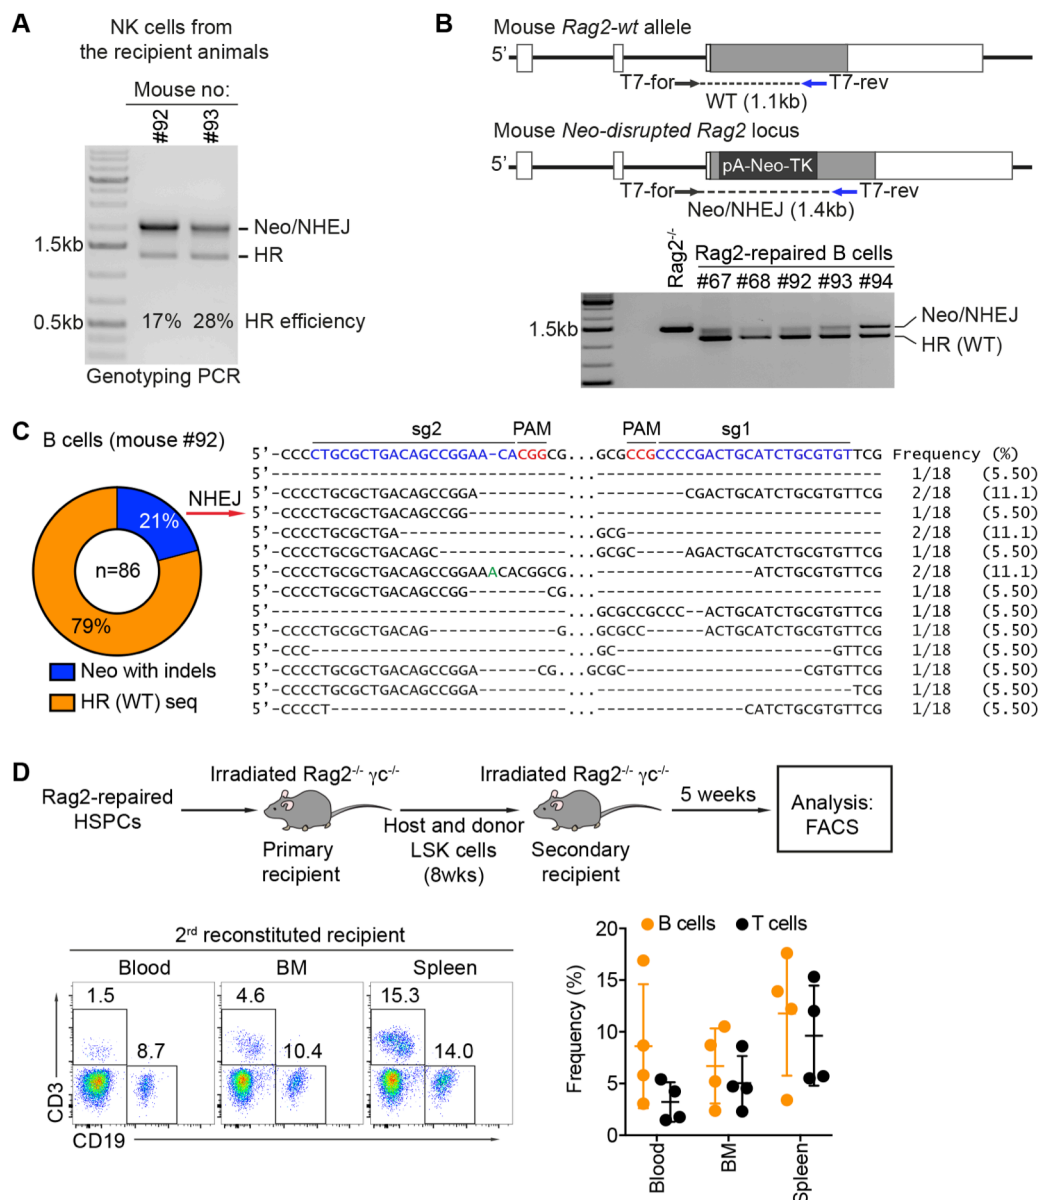 A
NK cells from
the recipient animals
Mouse no:
#92
#93
1.5kb
0.5kb
Neo/NHEJ
HR
17%
28%
HR efficiency
Genotyping PCR
B
Mouse Rag2-wt allele
5’
T7-for
T7-rev
WT (1.1kb)
Mouse Neo-disrupted Rag2 locus
5’
pA-Neo-TK
T7-for
T7-rev
Neo/NHEJ (1.4kb)
Rag2-/-
Rag2-repaired B cells
#67 #68 #92 #93 #94
1.5kb
Neo/NHEJ
HR (WT)
C
B cells (mouse #92)
NHEJ
21%
n=86
79%
Neo with indels
HR (WT) seq
sg2 PAM PAM sg1
5’-CCCCTGCGCTGACAGCCGGAA-CACGGCG...GCGCCGCCCCGACTGCATCTGCGTGTTCG Frequency (%)
5’------------------------------...------------------------------ 1/18 (5.50)
5’-CCCCTGCGCTGACAGCCGGA---------...------------CGACTGCATCTGCGTGTTCG 2/18 (11.1)
5’-CCCCTGCGCTGACAGCCGG----------...------------------------------ 1/18 (5.50)
5’-CCCCTGCGCTGA-----------------...GCG--------------------------- 2/18 (11.1)
5’-CCCCTGCGCTGACAGC-------------...GCGC-----AGACTGCATCTGCGTGTTCG 1/18 (5.50)
5’-CCCCTGCGCTGACAGCCGGAAACACGGCG...-----------------ATCTGCGTGTTCG 2/18 (11.1)
5’-CCCCTGCGCTGACAGCCGG--------CG...------------------------------ 1/18 (5.50)
5’------------------------------...GCGCCGCCCC--ACTGCATCTGCGTGTTCG 1/18 (5.50)
5’-CCCCTGCGCTGACAG-------------G...GCGCC------ACTGCATCTGCGTGTTCG 1/18 (5.50)
5’-CCC--------------------------...GC-----------------------GTTCG 1/18 (5.50)
5’-CCCCTGCGCTGACAGCCGGA------CG...GCGC-------------------CGTGTTCG 1/18 (5.50)
5’-CCCCTGCGCTGACAGCCGGA---------...---------------------------TCG 1/18 (5.50)
5’-CCCCT------------------------...----------------CATCTGCGTGTTCG 1/18 (5.50)
D
Rag2-repaired
HSPCs
Irradiated Rag2-/- γc-/-
Primary
recipient
Host and donor
LSK cells
(8wks)
Irradiated Rag2-/- γc-/-
Secondary
recipient
5 weeks
Analysis:
FACS
2rd reconstituted recipient
Blood BM Spleen
1.5
8.7
4.6
10.4
15.3
14.0
CD3
CD19
B cells T cells
Frequency (%)
20
15
10
5
0
Blood
BM
Spleen